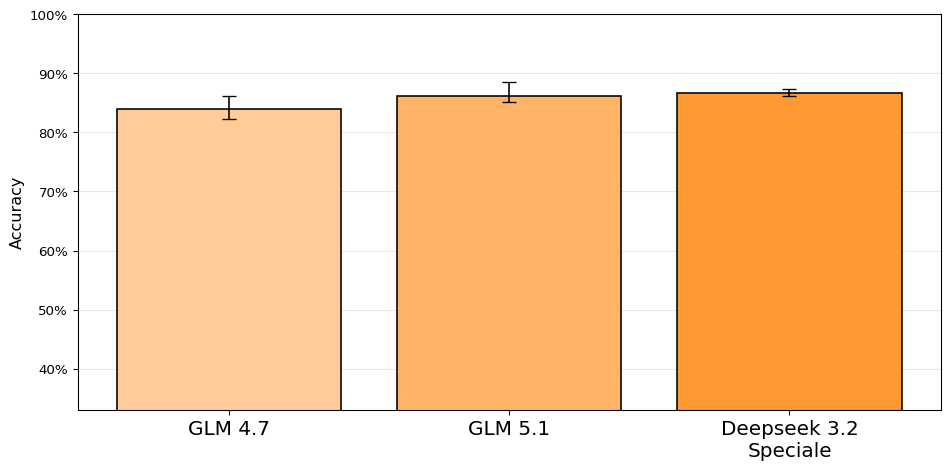 100%
90%
80%
70%
60%
50%
40%
Accuracy
GLM 4.7
GLM 5.1
Deepseek 3.2
Speciale